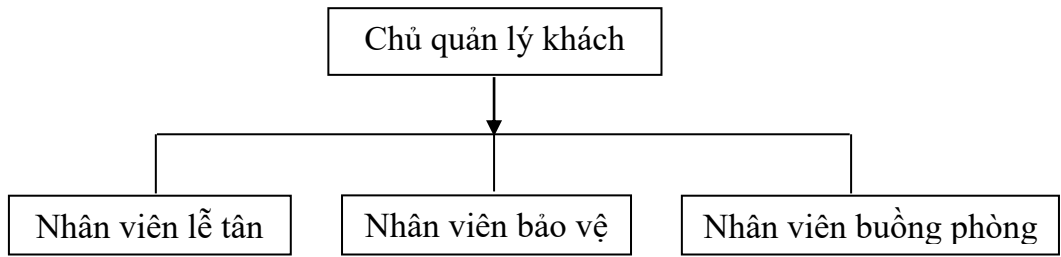 Chủ quản lý khách
Nhân viên lễ tân
Nhân viên bảo vệ
Nhân viên buồng phòng